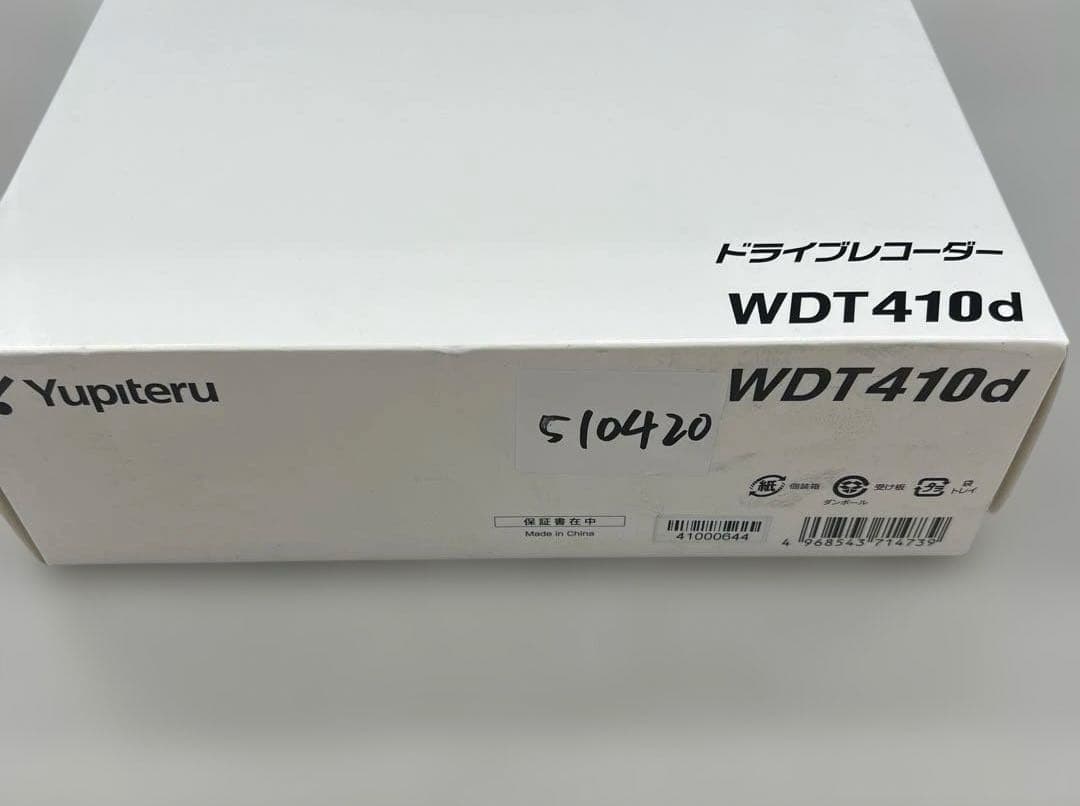 ドライブレコーダー
WDT410d
Yupiteru
WDT410d
510420
紙 個装箱
ダンボール 受け板
プラ 袋 トレイ
保証書在中
Made in China
41000644
4 968543 714739